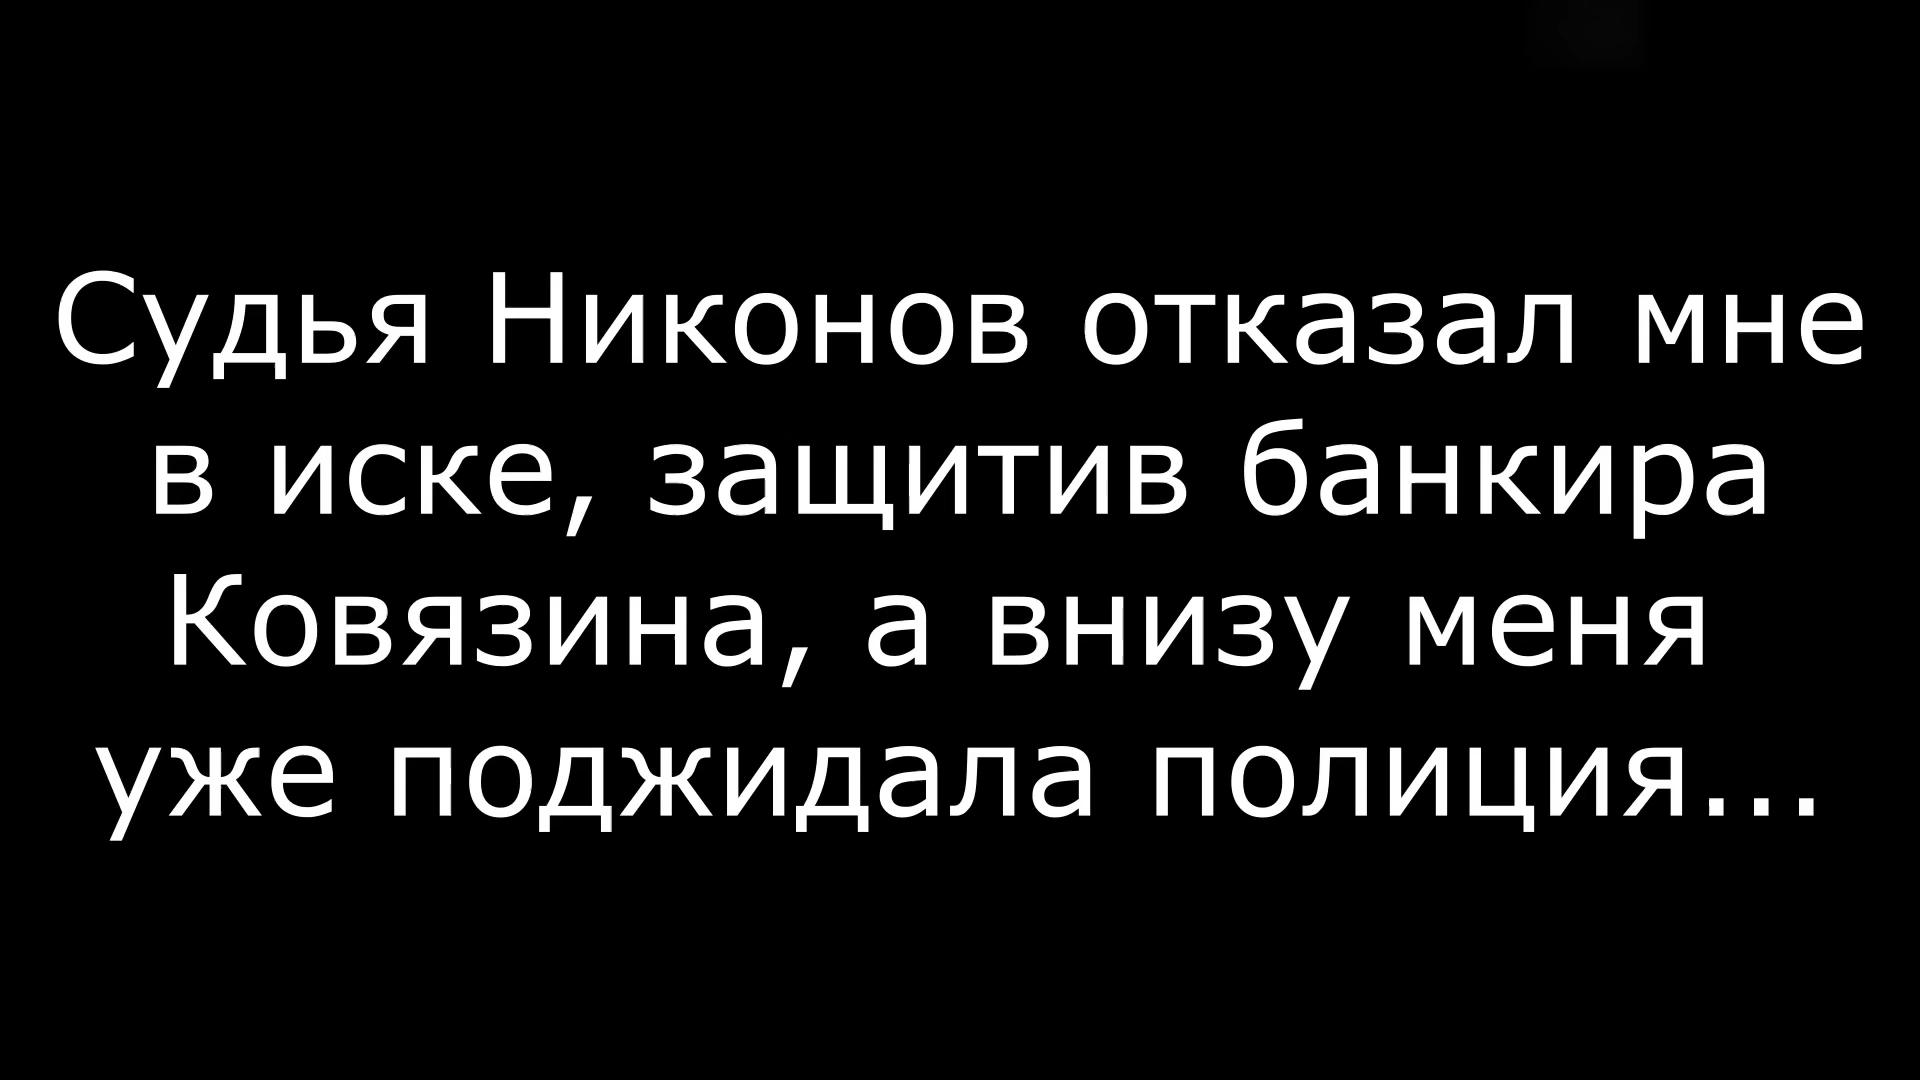 Судья Никонов отказал мне
в иске, защитив банкира
Ковязина, а внизу меня
уже поджидала полиция...